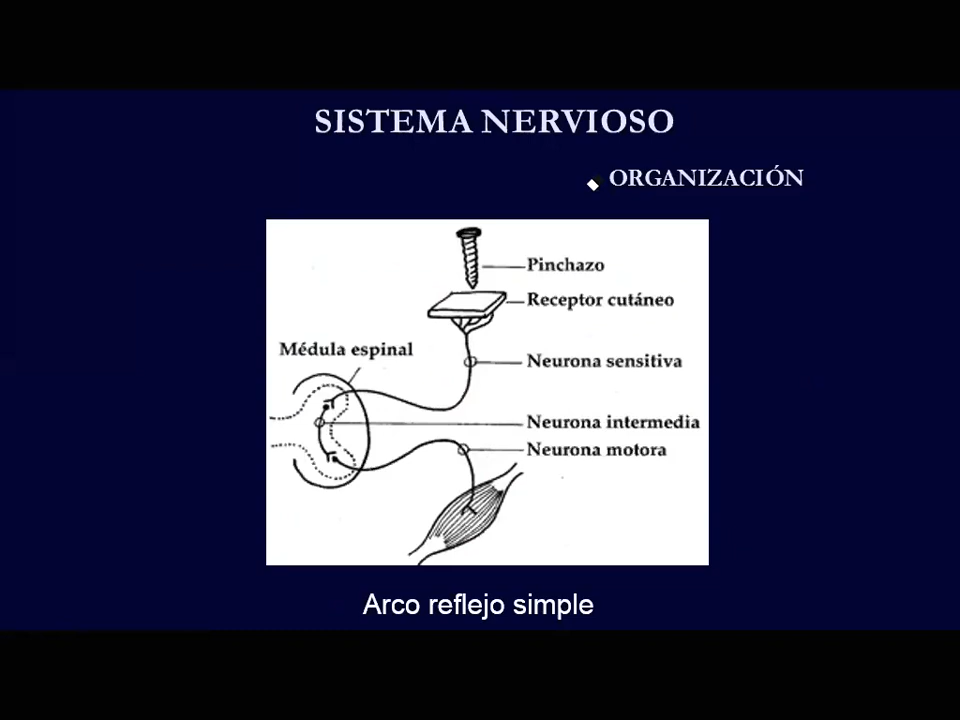 SISTEMA NERVIOSO
ORGANIZACIÓN
Pinchazo
Receptor cutáneo
Médula espinal
Neurona sensitiva
Neurona intermedia
Neurona motora
Arco reflejo simple